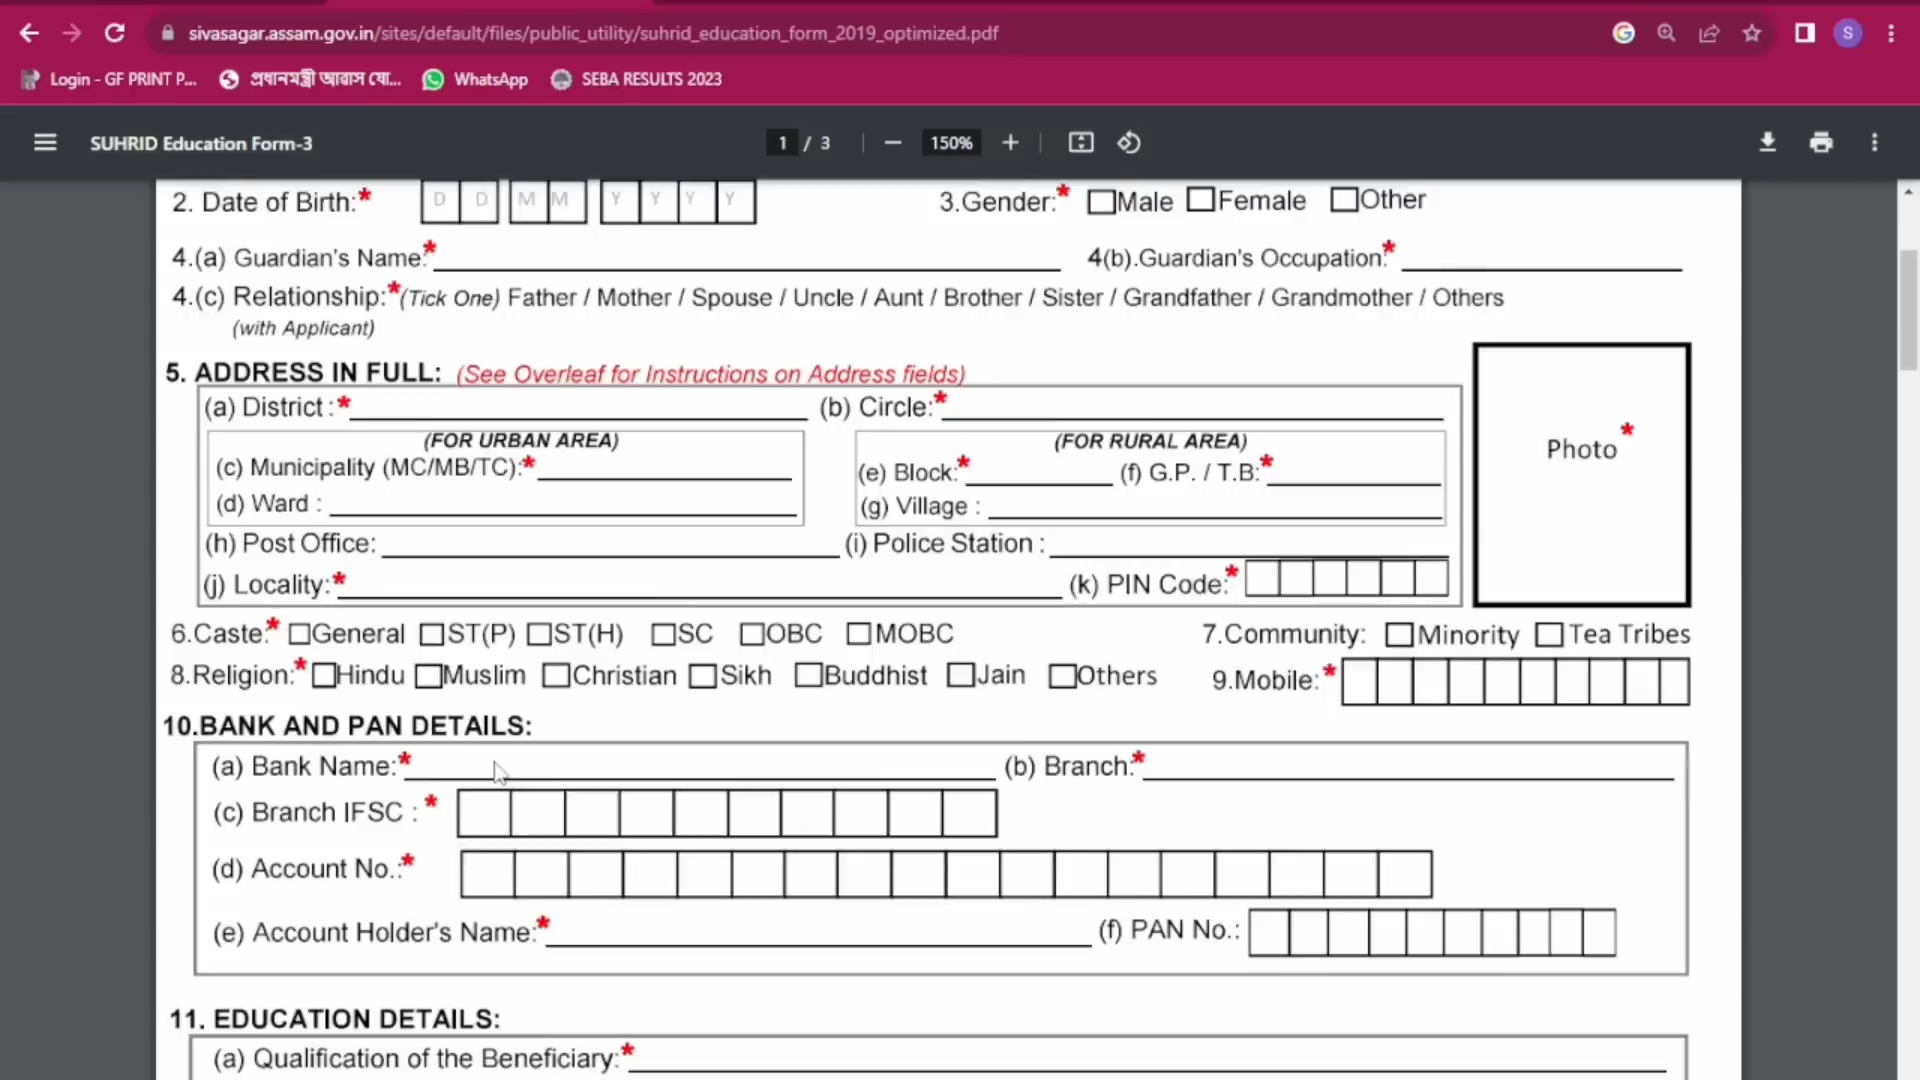 sivasagar.assam.gov.in/sites/default/files/public_utility/suhrid_education_form_2019_optimized.pdf S
Login - GF PRINT P... প্ৰধানমন্ত্ৰী আৱাস যো... WhatsApp SEBA RESULTS 2023
SUHRID Education Form-3 1 / 3 — 150% +
2. Date of Birth:* D D M M Y Y Y Y 3.Gender:* Male Female Other
4.(a) Guardian's Name:* 4(b).Guardian's Occupation:*
4.(c) Relationship:*(Tick One) Father / Mother / Spouse / Uncle / Aunt / Brother / Sister / Grandfather / Grandmother / Others
(with Applicant)
5. ADDRESS IN FULL: (See Overleaf for Instructions on Address fields)
(a) District :* (b) Circle:*
(FOR URBAN AREA) (FOR RURAL AREA)
Photo *
(c) Municipality (MC/MB/TC):* (e) Block:* (f) G.P. / T.B:*
(d) Ward : (g) Village :
(h) Post Office: (i) Police Station :
(j) Locality:* (k) PIN Code:*
6.Caste:* General ST(P) ST(H) SC OBC MOBC 7.Community: Minority Tea Tribes
8.Religion:* Hindu Muslim Christian Sikh Buddhist Jain Others 9.Mobile:*
10.BANK AND PAN DETAILS:
(a) Bank Name:* (b) Branch:*
(c) Branch IFSC : *
(d) Account No.:*
(e) Account Holder's Name:* (f) PAN No.:
11. EDUCATION DETAILS:
(a) Qualification of the Beneficiary:*